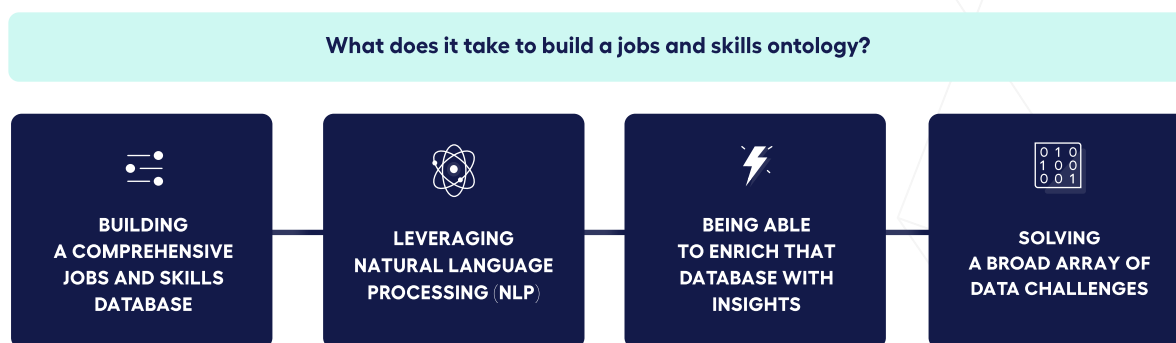 What does it take to build a jobs and skills ontology?
BUILDING
A COMPREHENSIVE
JOBS AND SKILLS
DATABASE
LEVERAGING
NATURAL LANGUAGE
PROCESSING (NLP)
BEING ABLE
TO ENRICH THAT
DATABASE WITH
INSIGHTS
0 1 0
1 0 0
0 0 1
SOLVING
A BROAD ARRAY OF
DATA CHALLENGES